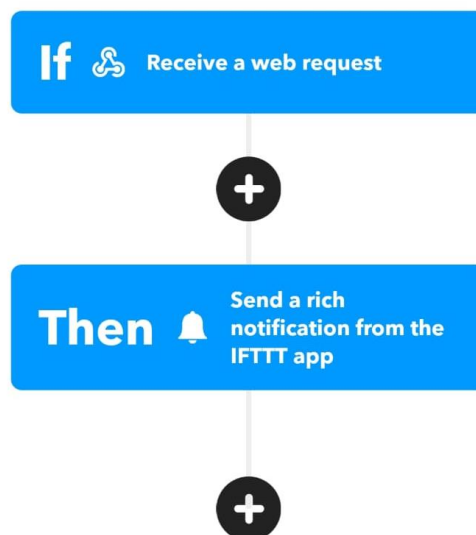 If Receive a web request
Then Send a rich
notification from the
IFTTT app